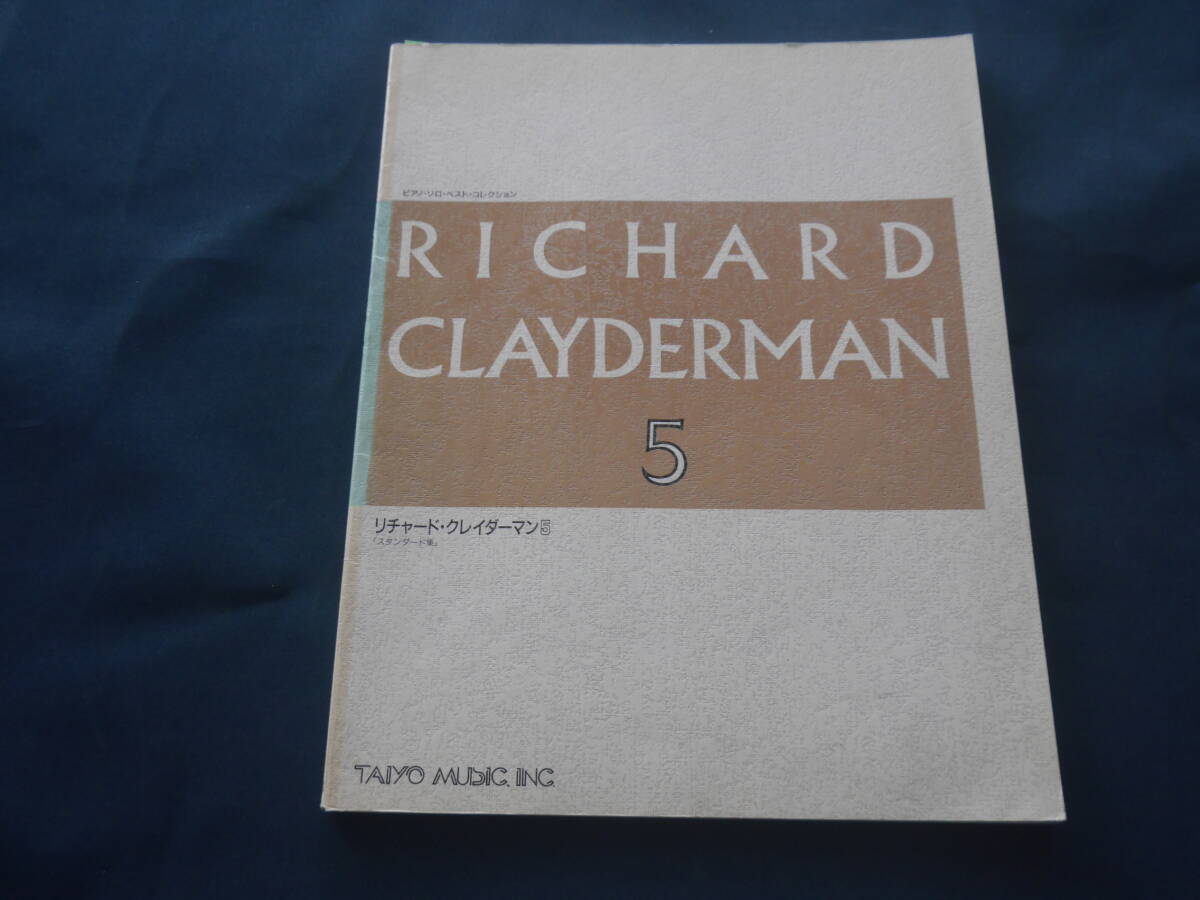 ピアノ・ソロ・ベスト・コレクション
RICHARD
CLAYDERMAN
5
リチャード・クレイダーマン5
「スタンダード集」
TAIYO MUSIC, INC.